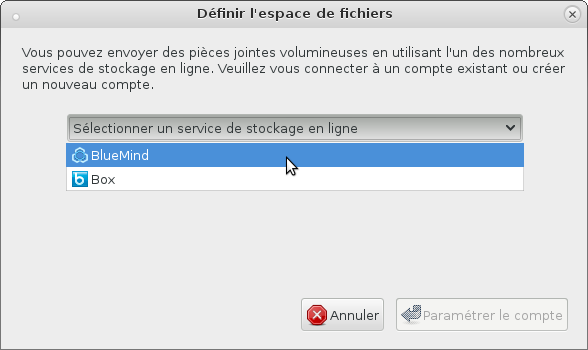 Définir l'espace de fichiers
Vous pouvez envoyer des pièces jointes volumineuses en utilisant l'un des nombreux
services de stockage en ligne. Veuillez vous connecter à un compte existant ou créer
un nouveau compte.
Sélectionner un service de stockage en ligne
BlueMind
Box
Annuler
Paramétrer le compte